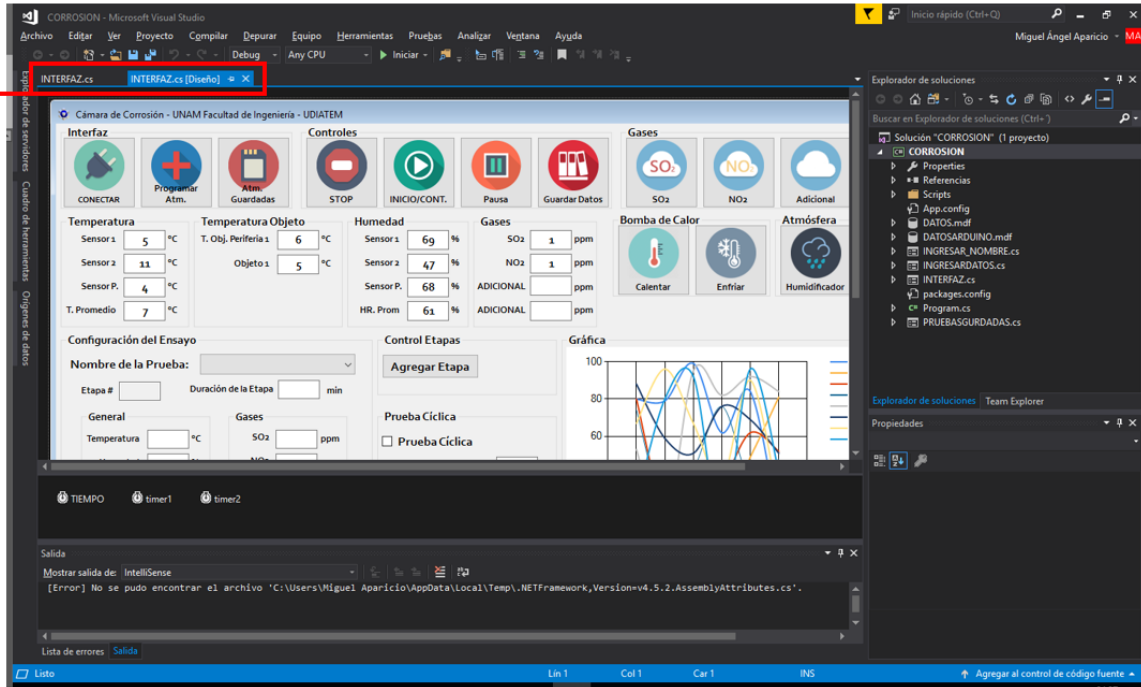 CORROSION - Microsoft Visual Studio
Inicio rápido (Ctrl+Q)
Archivo Editar Ver Proyecto Compilar Depurar Equipo Herramientas Pruebas Analizar Ventana Ayuda
Miguel Ángel Aparicio MA
Debug Any CPU Iniciar
INTERFAZ.cs INTERFAZ.cs [Diseño]
Explorador de servidores
Cuadro de herramientas
Orígenes de datos
Cámara de Corrosión - UNAM Facultad de Ingeniería - UDIATEM
Interfaz Controles Gases
SO2 NO2
CONECTAR Programar Atm. Atm. Guardadas STOP INICIO/CONT. Pausa Guardar Datos SO2 NO2 Adicional
Temperatura Temperatura Objeto Humedad Gases Bomba de Calor Atmósfera
Sensor1 5 °C T. Obj. Periferia 1 6 °C Sensor1 69 % SO2 1 ppm
Sensor2 11 °C Objeto1 5 °C Sensor 2 47 % NO2 1 ppm
Sensor P. 4 °C Sensor P. 68 % ADICIONAL ppm Calentar Enfriar Humidificador
T. Promedio 7 °C HR. Prom 61 % ADICIONAL ppm
Configuración del Ensayo Control Etapas Gráfica
Nombre de la Prueba: Agregar Etapa
Etapa # Duración de la Etapa min
General Gases Prueba Cíclica
Temperatura °C SO2 ppm Prueba Cíclica
100
80
60
TIEMPO timer1 timer2
Salida
Mostrar salida de: IntelliSense
[Error] No se pudo encontrar el archivo 'C:\Users\Miguel Aparicio\AppData\Local\Temp\.NETFramework,Version=v4.5.2.AssemblyAttributes.cs'.
Lista de errores Salida
Explorador de soluciones
Buscar en Explorador de soluciones (Ctrl+´)
Solución "CORROSION" (1 proyecto)
CORROSION
Properties
Referencias
Scripts
App.config
DATOS.mdf
DATOSARDUINO.mdf
INGRESAR_NOMBRE.cs
INGRESARDATOS.cs
INTERFAZ.cs
packages.config
Program.cs
PRUEBASGURDADAS.cs
Explorador de soluciones Team Explorer
Propiedades
Listo Lín 1 Col 1 Car 1 INS Agregar al control de código fuente